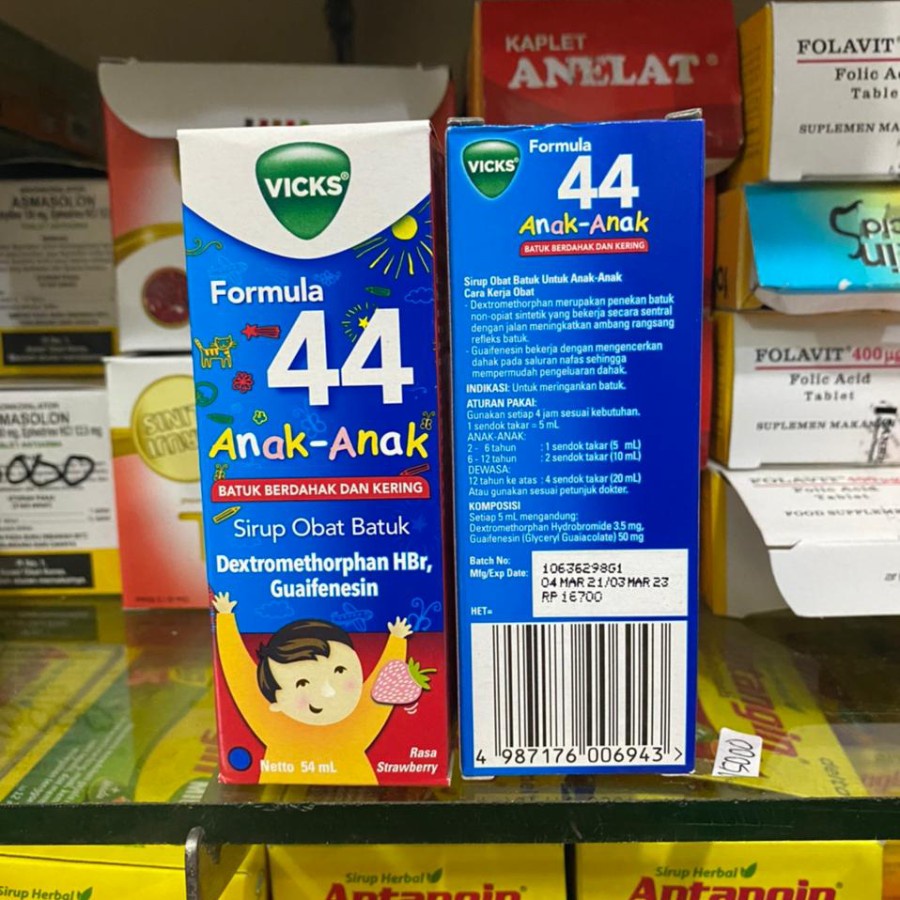 KAPLET
ANELAT®
FOLAVIT®
Folic
SUPLEMEN
ASMASOLON
VICKS®
Formula
44
Anak-Anak
BATUK BERDAHAK DAN KERING
Sirup Obat Batuk
Dextromethorphan HBr,
Guaifenesin
Netto 54 mL
Rasa
Strawberry
VICKS®
Formula
44
Anak-Anak
BATUK BERDAHAK DAN KERING
Sirup Obat Batuk Untuk Anak-Anak
Cara Kerja Obat
- Dextromethorphan merupakan penekan batuk
non-opiat sintetik yang bekerja secara sentral
dengan jalan meningkatkan ambang rangsang
refleks batuk.
- Guaifenesin bekerja dengan mengencerkan
dahak pada saluran nafas sehingga
mempermudah pengeluaran dahak.
INDIKASI: Untuk meringankan batuk.
ATURAN PAKAI:
Gunakan setiap 4 jam sesuai kebutuhan.
1 sendok takar = 5 mL
ANAK-ANAK:
2 - 6 tahun : 1 sendok takar (5 mL)
6 - 12 tahun : 2 sendok takar (10 mL)
DEWASA:
12 tahun ke atas : 4 sendok takar (20 mL)
Atau gunakan sesuai petunjuk dokter.
KOMPOSISI
Setiap 5 mL mengandung:
Dextromethorphan Hydrobromide 3.5 mg,
Guaifenesin (Glyceryl Guaiacolate) 50 mg
Batch No: 10636298G1
Mfg/Exp Date: 04 MAR 21/03 MAR 23
RP 16700
HET=
4 987176 006943 >
FOLAVIT® 400µg
Folic Acid
Tablet
SUPLEMEN MAKANAN
15000
Sirup Herbal
Sirup Herbal
Antangin®
Sirup Herbal
Antangin®